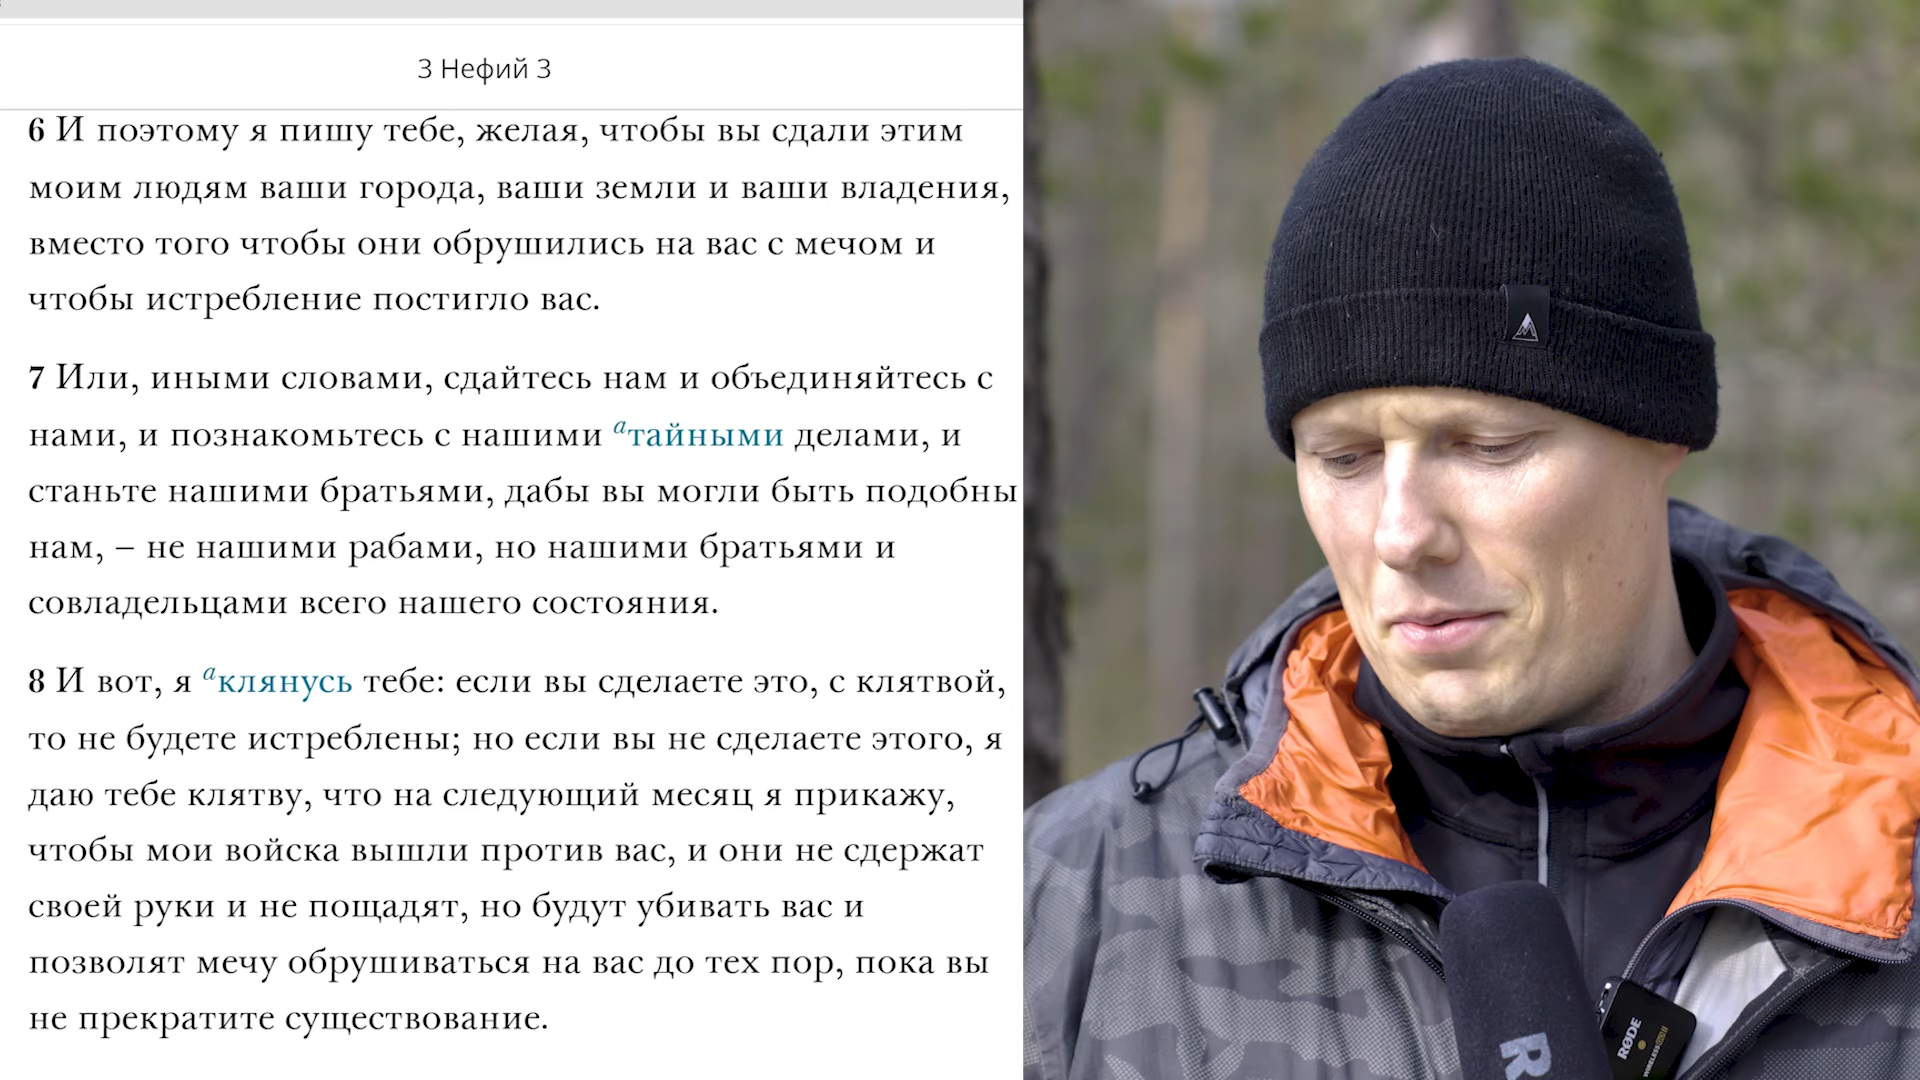 3 Нефий 3
6 И поэтому я пишу тебе, желая, чтобы вы сдали этим
моим людям ваши города, ваши земли и ваши владения,
вместо того чтобы они обрушились на вас с мечом и
чтобы истребление постигло вас.
7 Или, иными словами, сдайтесь нам и объединяйтесь с
нами, и познакомьтесь с нашими aтайными делами, и
станьте нашими братьями, дабы вы могли быть подобны
нам, – не нашими рабами, но нашими братьями и
совладельцами всего нашего состояния.
8 И вот, я aклянусь тебе: если вы сделаете это, с клятвой,
то не будете истреблены; но если вы не сделаете этого, я
даю тебе клятву, что на следующий месяц я прикажу,
чтобы мои войска вышли против вас, и они не сдержат
своей руки и не пощадят, но будут убивать вас и
позволят мечу обрушиваться на вас до тех пор, пока вы
не прекратите существование.
R
RØDE
WIRELESS GO II